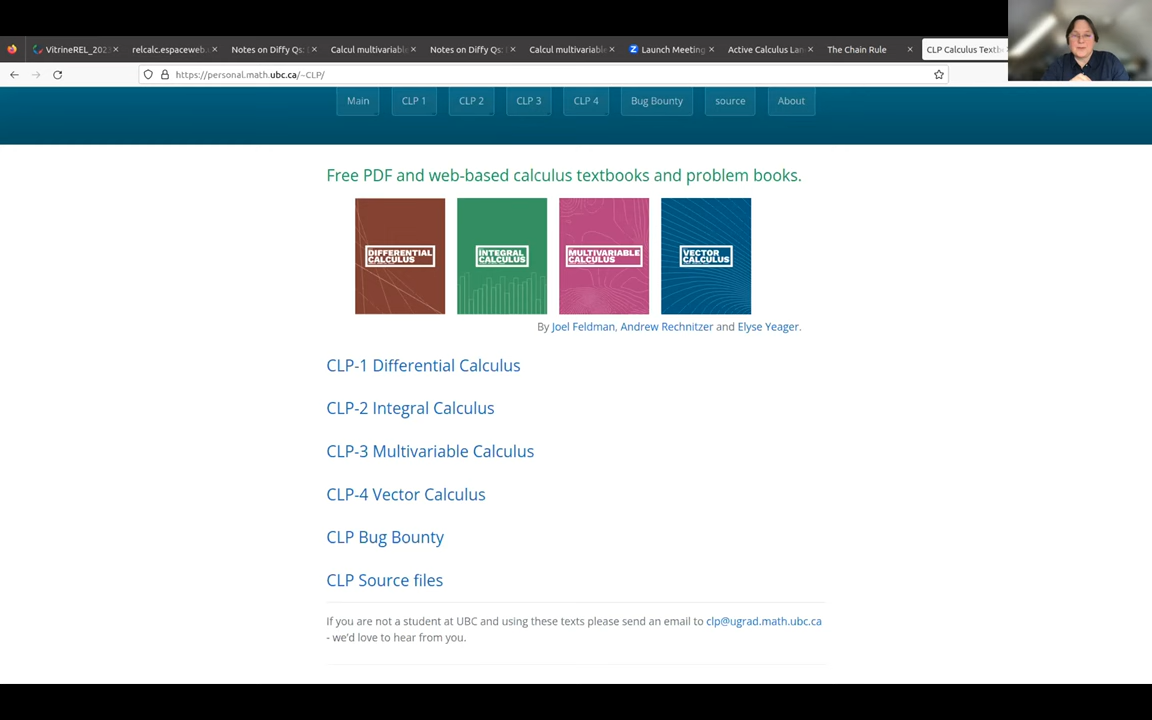 VitrineREL_202
relcalc.espaceweb.
Notes on Diffy Qs:
Calcul multivariable
Notes on Diffy Qs:
Calcul multivariable
Launch Meeting
Active Calculus La
The Chain Rule
CLP Calculus Textb
https://personal.math.ubc.ca/~CLP/
Main
CLP 1
CLP 2
CLP 3
CLP 4
Bug Bounty
source
About
Free PDF and web-based calculus textbooks and problem books.
DIFFERENTIAL
CALCULUS
INTEGRAL
CALCULUS
MULTIVARIABLE
CALCULUS
VECTOR
CALCULUS
By Joel Feldman, Andrew Rechnitzer and Elyse Yeager.
CLP-1 Differential Calculus
CLP-2 Integral Calculus
CLP-3 Multivariable Calculus
CLP-4 Vector Calculus
CLP Bug Bounty
CLP Source files
If you are not a student at UBC and using these texts please send an email to clp@ugrad.math.ubc.ca
- we'd love to hear from you.